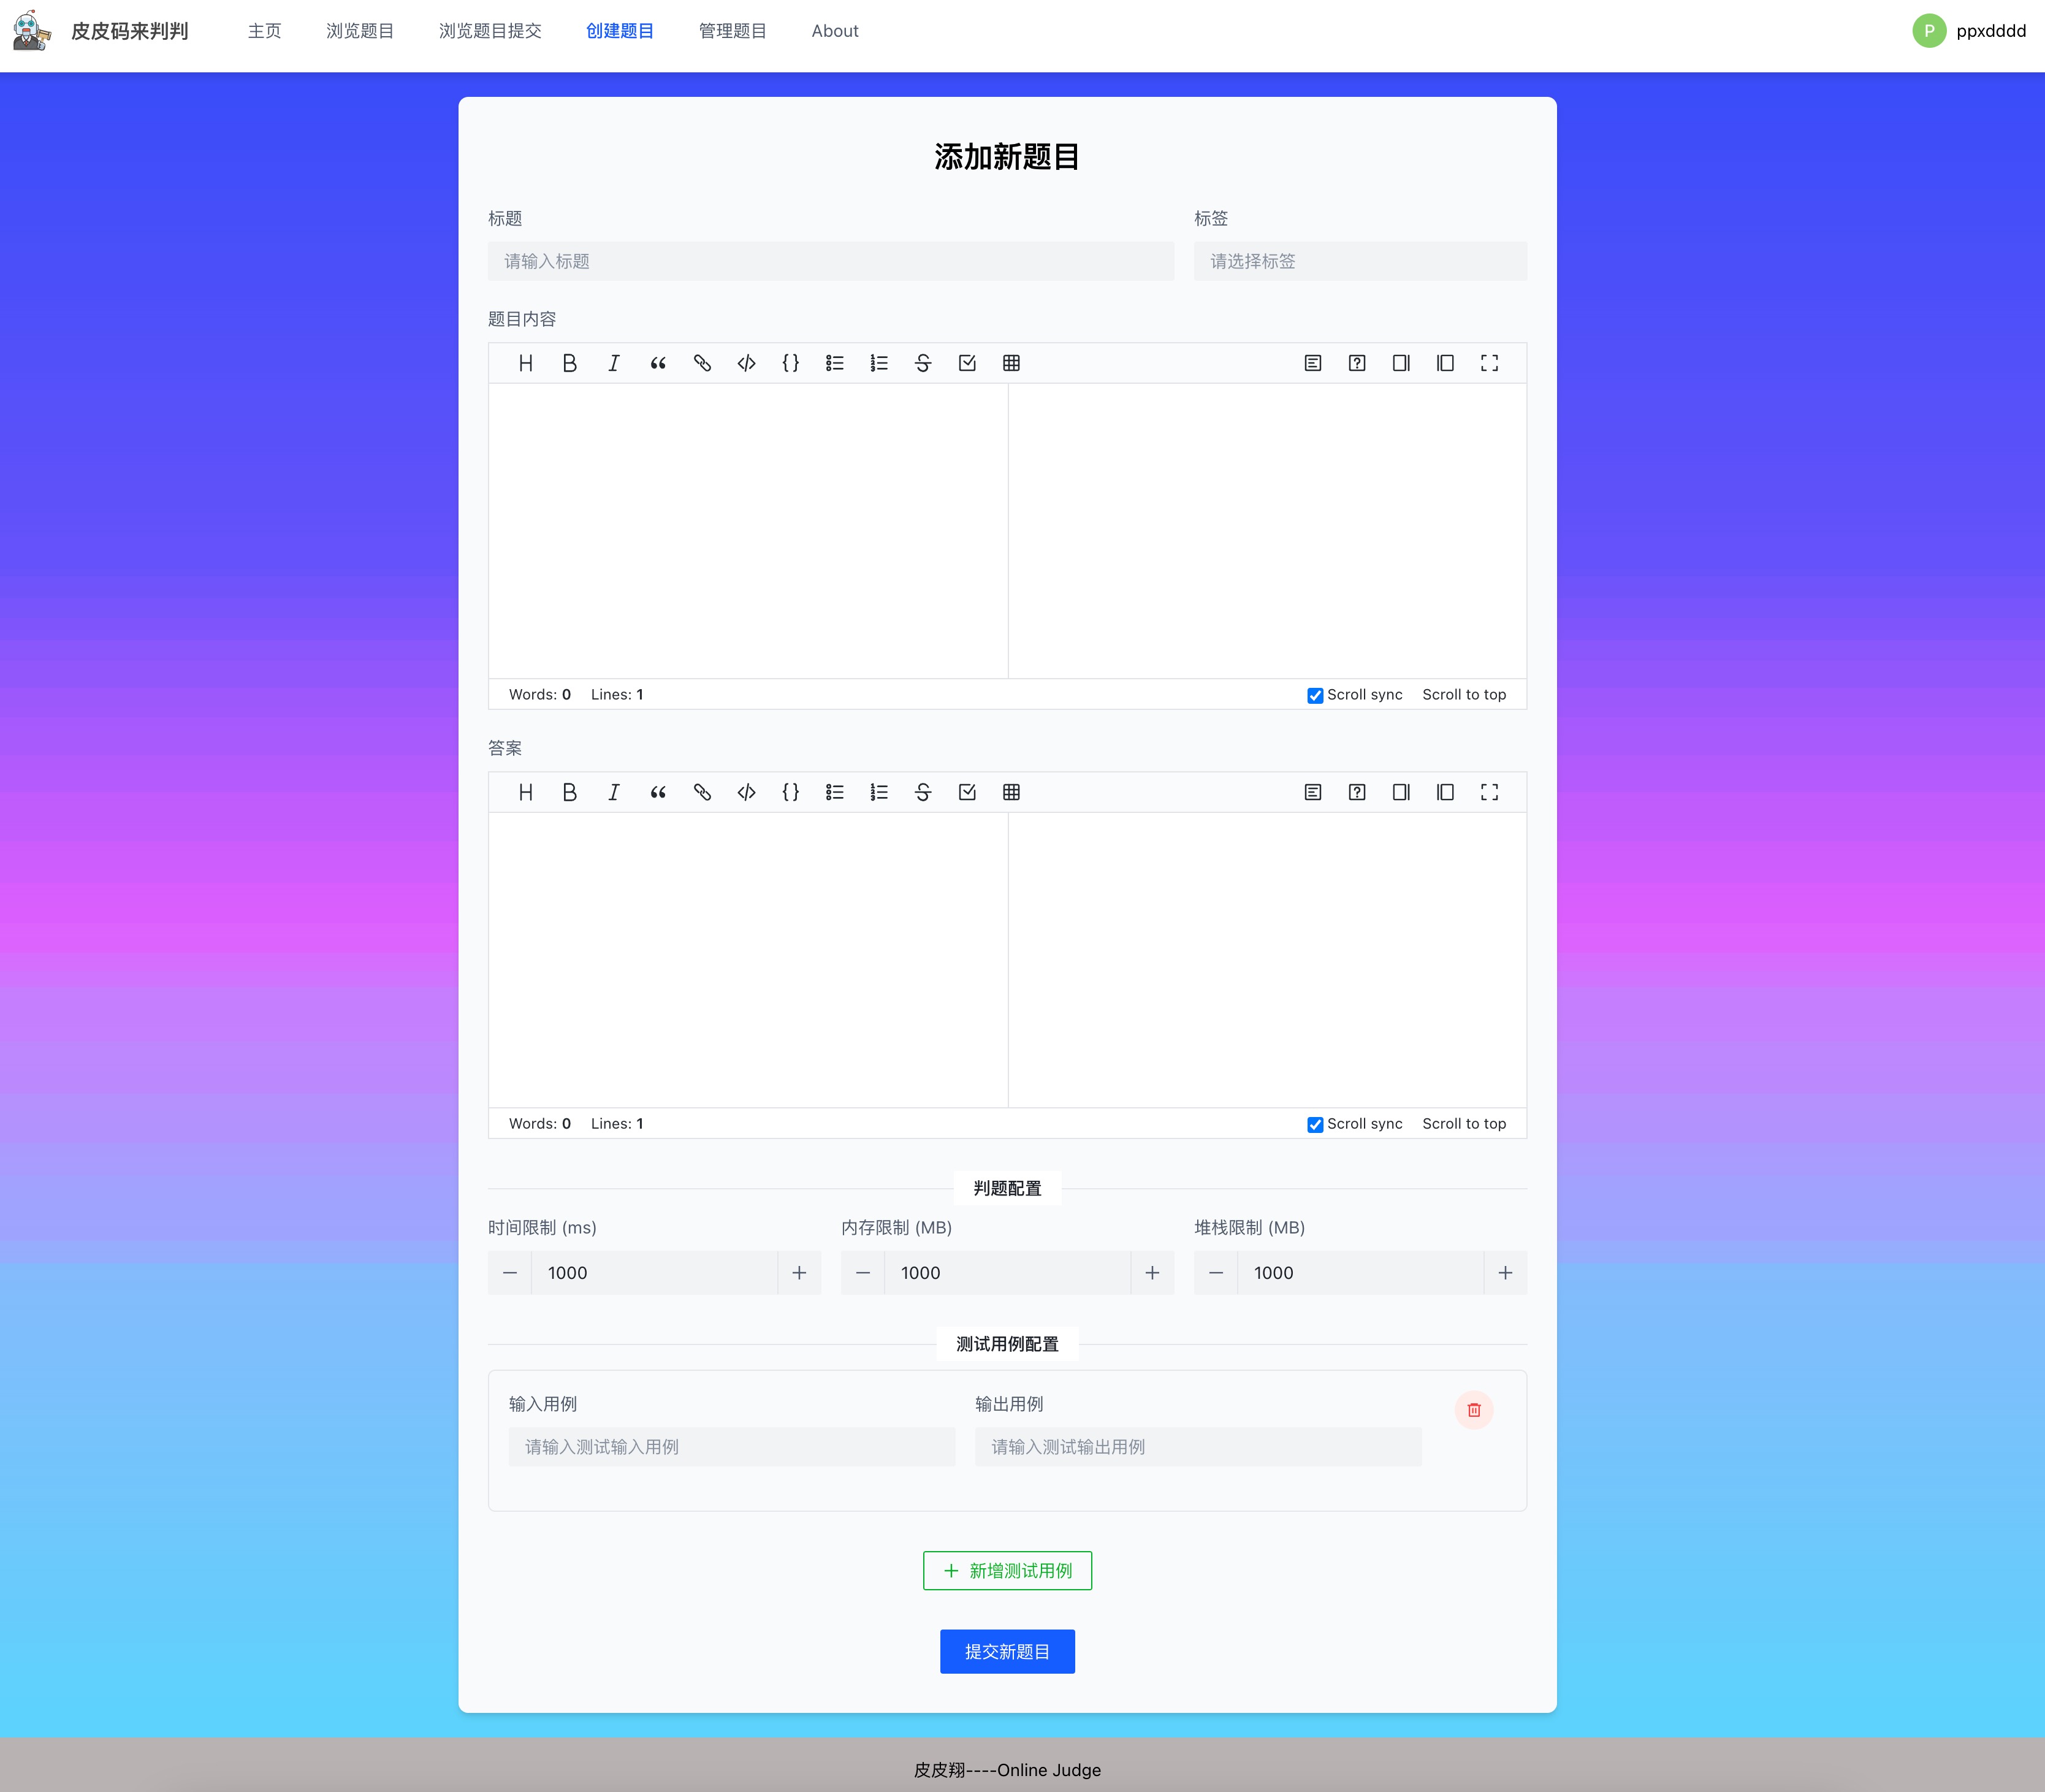 皮皮码来判判 主页 浏览题目 浏览题目提交 创建题目 管理题目 About P ppxdddd
添加新题目
标题 标签
请输入标题 请选择标签
题目内容
Words: 0 Lines: 1 Scroll sync Scroll to top
答案
Words: 0 Lines: 1 Scroll sync Scroll to top
判题配置
时间限制 (ms) 内存限制 (MB) 堆栈限制 (MB)
1000 1000 1000
测试用例配置
输入用例 输出用例
请输入测试输入用例 请输入测试输出用例
新增测试用例
提交新题目
皮皮翔----Online Judge